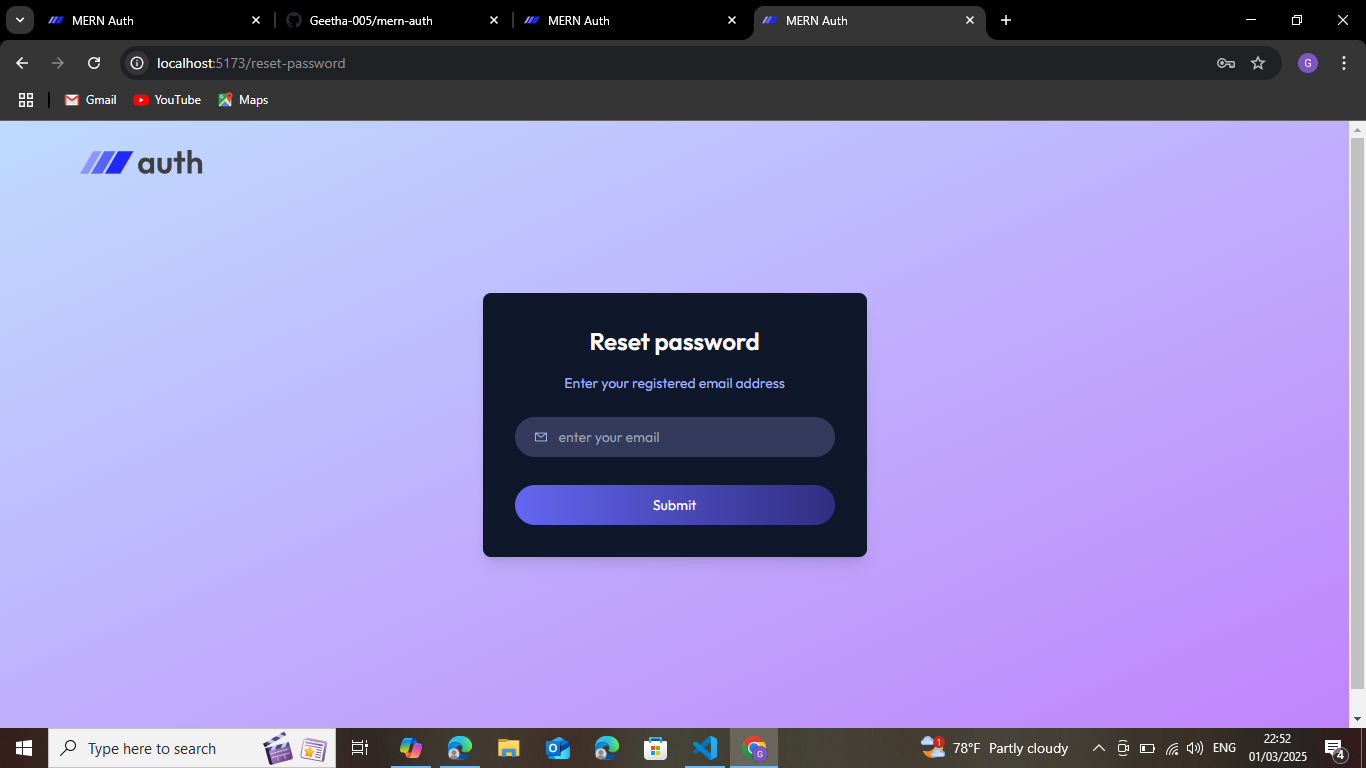 MERN Auth
Geetha-005/mern-auth
MERN Auth
MERN Auth
localhost:5173/reset-password
G
Gmail
YouTube
Maps
auth
Reset password
Enter your registered email address
enter your email
Submit
Type here to search
G
1
78°F Partly cloudy
ENG
22:52
01/03/2025
4